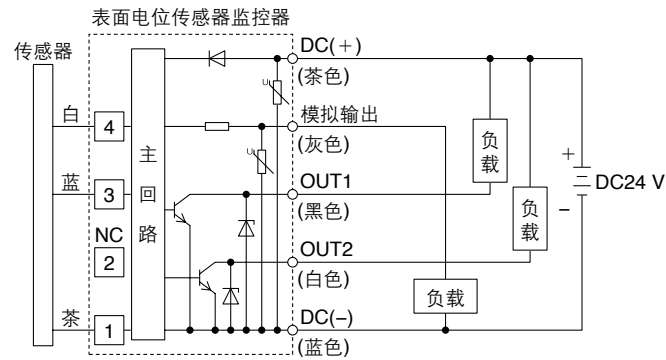 表面电位传感器监控器
传感器
DC(+)
(茶色)
U
白
4
模拟输出
(灰色)
负载
+
主回路
U
蓝
3
OUT1
(黑色)
DC24 V
负载
−
NC
2
OUT2
(白色)
负载
茶
1
DC(−)
(蓝色)